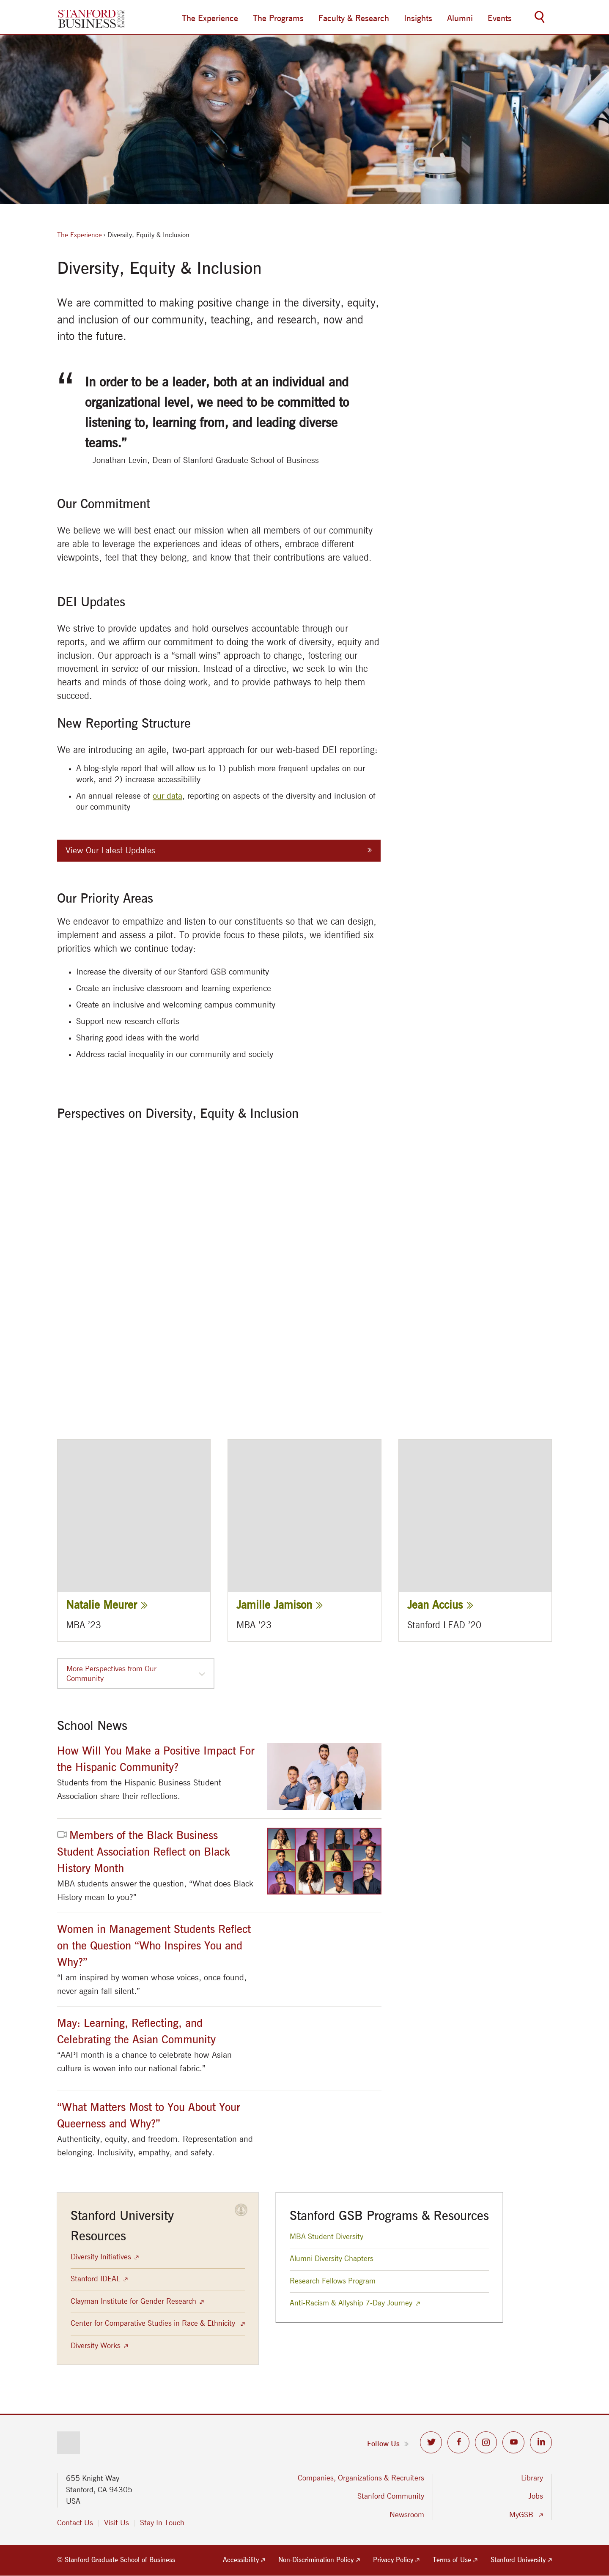 STANFORD
BUSINESS
The Experience
The Programs
Faculty & Research
Insights
Alumni
Events
The Experience › Diversity, Equity & Inclusion
Diversity, Equity & Inclusion
We are committed to making positive change in the diversity, equity,
and inclusion of our community, teaching, and research, now and
into the future.
“ In order to be a leader, both at an individual and
organizational level, we need to be committed to
listening to, learning from, and leading diverse
teams.”
– Jonathan Levin, Dean of Stanford Graduate School of Business
Our Commitment
We believe we will best enact our mission when all members of our community
are able to leverage the experiences and ideas of others, embrace different
viewpoints, feel that they belong, and know that their contributions are valued.
DEI Updates
We strive to provide updates and hold ourselves accountable through our
reports, and we affirm our commitment to doing the work of diversity, equity and
inclusion. Our approach is a “small wins” approach to change, fostering our
movement in service of our mission. Instead of a directive, we seek to win the
hearts and minds of those doing work, and to provide pathways to help them
succeed.
New Reporting Structure
We are introducing an agile, two-part approach for our web-based DEI reporting:
• A blog-style report that will allow us to 1) publish more frequent updates on our
work, and 2) increase accessibility
• An annual release of our data, reporting on aspects of the diversity and inclusion of
our community
View Our Latest Updates »
Our Priority Areas
We endeavor to empathize and listen to our constituents so that we can design,
implement and assess a pilot. To provide focus to these pilots, we identified six
priorities which we continue today:
• Increase the diversity of our Stanford GSB community
• Create an inclusive classroom and learning experience
• Create an inclusive and welcoming campus community
• Support new research efforts
• Sharing good ideas with the world
• Address racial inequality in our community and society
Perspectives on Diversity, Equity & Inclusion
Natalie Meurer »
MBA ’23
Jamille Jamison »
MBA ’23
Jean Accius »
Stanford LEAD ’20
More Perspectives from Our
Community
School News
How Will You Make a Positive Impact For
the Hispanic Community?
Students from the Hispanic Business Student
Association share their reflections.
Members of the Black Business
Student Association Reflect on Black
History Month
MBA students answer the question, “What does Black
History mean to you?”
Women in Management Students Reflect
on the Question “Who Inspires You and
Why?”
“I am inspired by women whose voices, once found,
never again fall silent.”
May: Learning, Reflecting, and
Celebrating the Asian Community
“AAPI month is a chance to celebrate how Asian
culture is woven into our national fabric.”
“What Matters Most to You About Your
Queerness and Why?”
Authenticity, equity, and freedom. Representation and
belonging. Inclusivity, empathy, and safety.
Stanford University
Resources
Diversity Initiatives
Stanford IDEAL
Clayman Institute for Gender Research
Center for Comparative Studies in Race & Ethnicity
Diversity Works
Stanford GSB Programs & Resources
MBA Student Diversity
Alumni Diversity Chapters
Research Fellows Program
Anti-Racism & Allyship 7-Day Journey
Follow Us »
655 Knight Way
Stanford, CA 94305
USA
Contact Us
Visit Us
Stay In Touch
Companies, Organizations & Recruiters
Stanford Community
Newsroom
Library
Jobs
MyGSB
© Stanford Graduate School of Business
Accessibility
Non-Discrimination Policy
Privacy Policy
Terms of Use
Stanford University